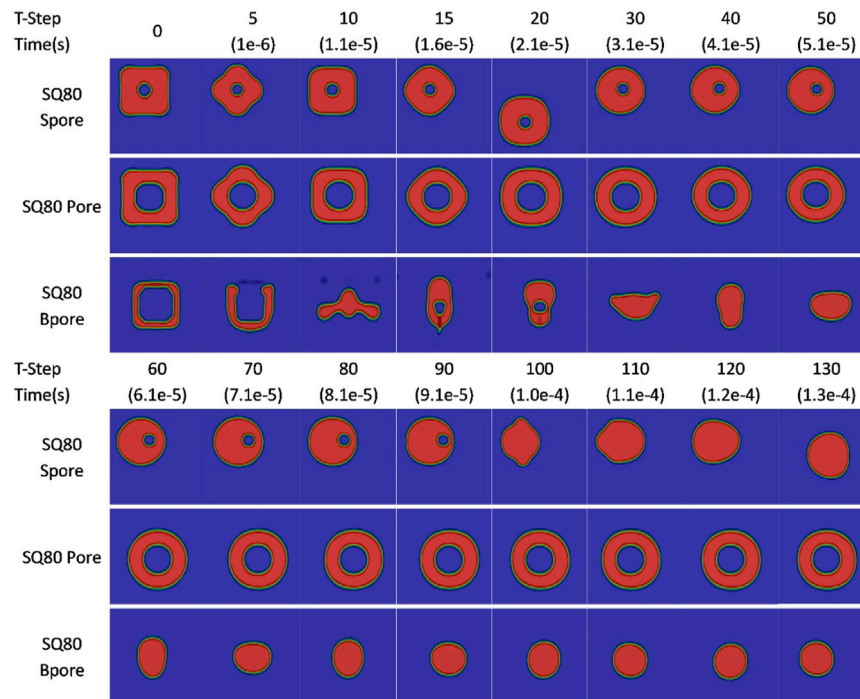 T-Step 0 5 10 15 20 30 40 50
Time(s) (1e-6) (1.1e-5) (1.6e-5) (2.1e-5) (3.1e-5) (4.1e-5) (5.1e-5)
SQ80
Spore
SQ80 Pore
SQ80
Bpore
T-Step 60 70 80 90 100 110 120 130
Time(s) (6.1e-5) (7.1e-5) (8.1e-5) (9.1e-5) (1.0e-4) (1.1e-4) (1.2e-4) (1.3e-4)
SQ80
Spore
SQ80 Pore
SQ80
Bpore